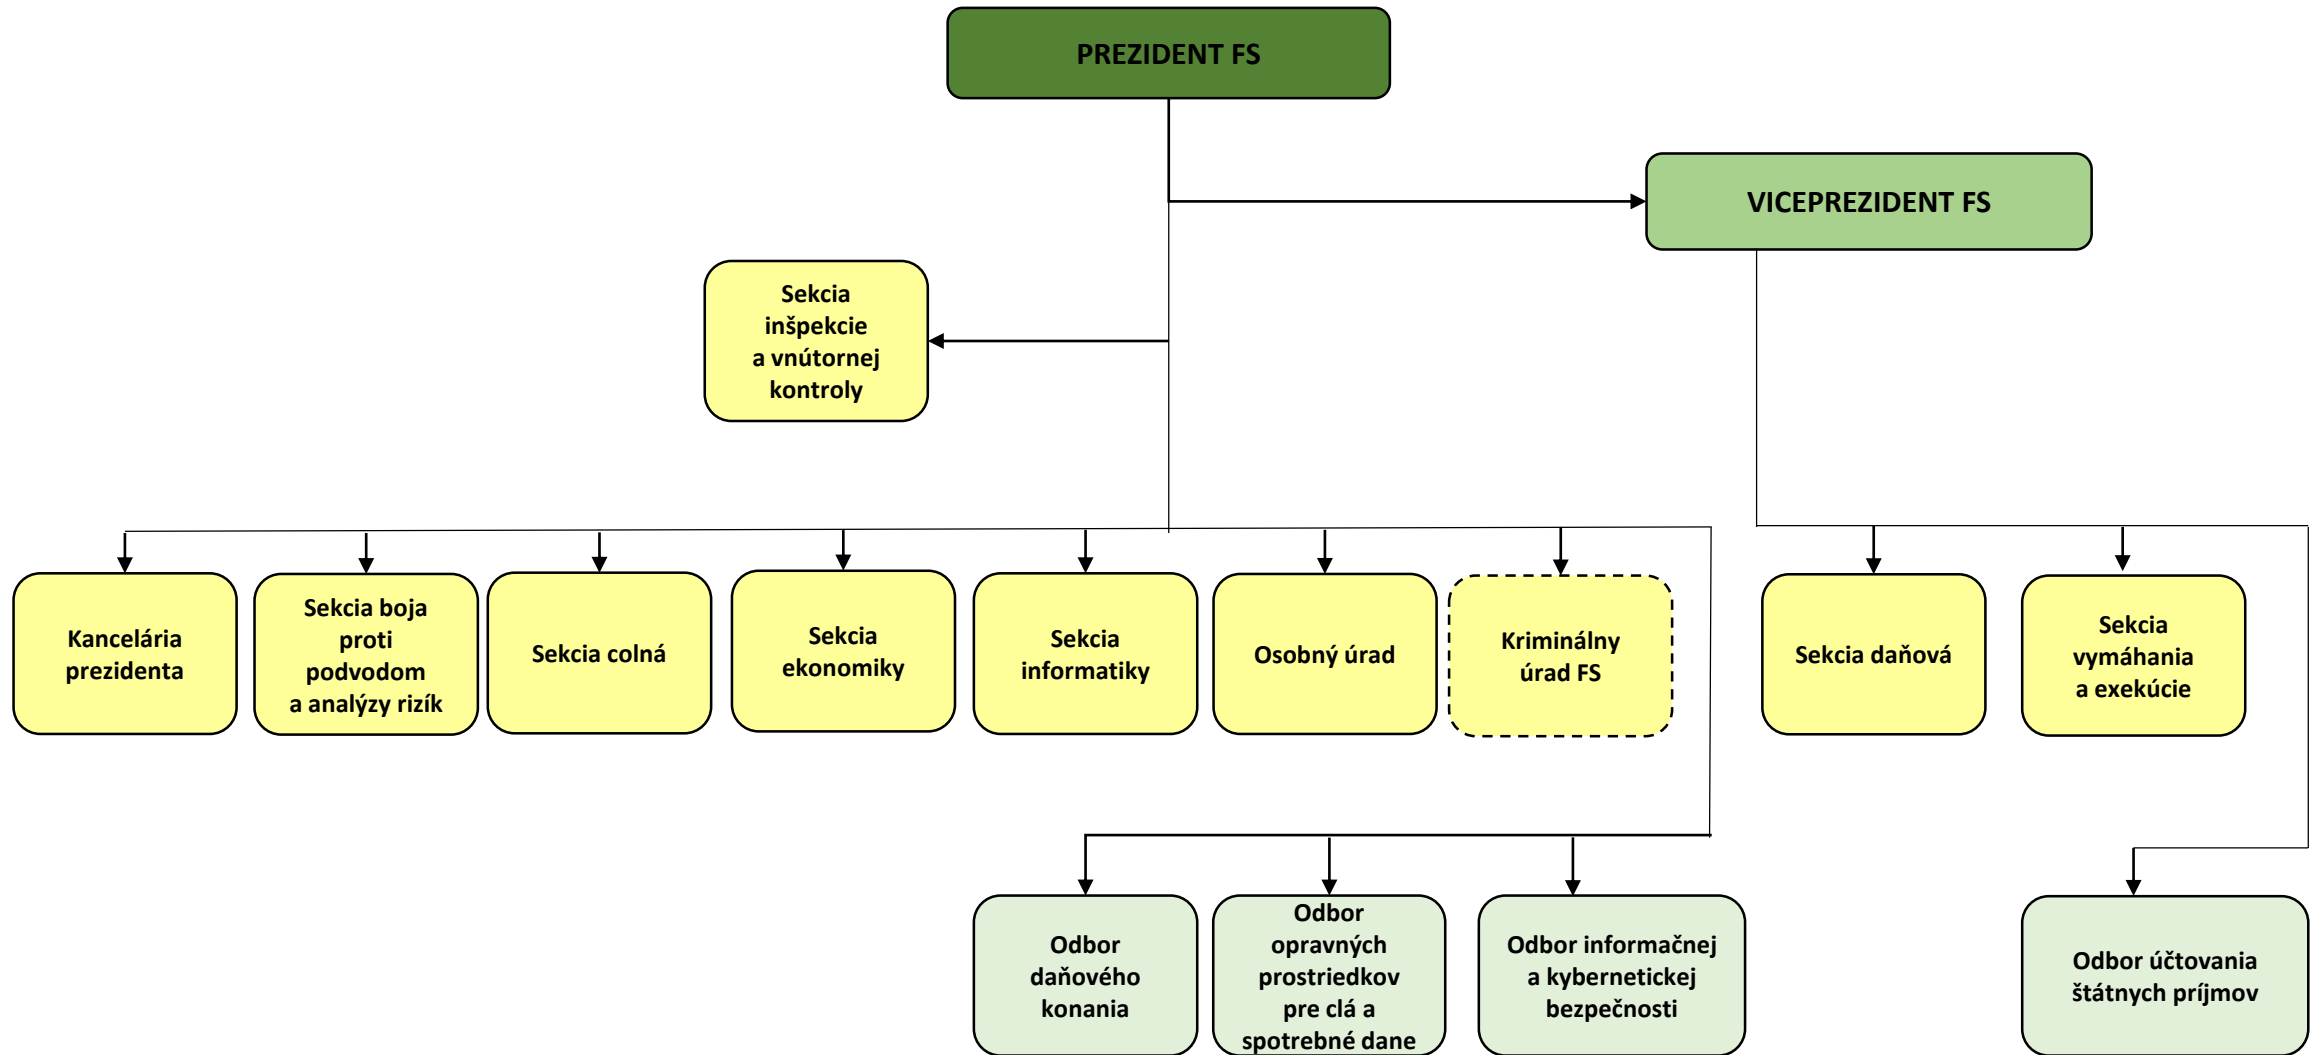 PREZIDENT FS
VICEPREZIDENT FS
Sekcia
inšpekcie
a vnútornej
kontroly
Kancelária
prezidenta
Sekcia boja
proti
podvodom
a analýzy rizík
Sekcia colná
Sekcia
ekonomiky
Sekcia
informatiky
Osobný úrad
Kriminálny
úrad FS
Sekcia daňová
Sekcia
vymáhania
a exekúcie
Odbor
daňového
konania
Odbor
opravných
prostriedkov
pre clá a
spotrebné dane
Odbor informačnej
a kybernetickej
bezpečnosti
Odbor účtovania
štátnych príjmov